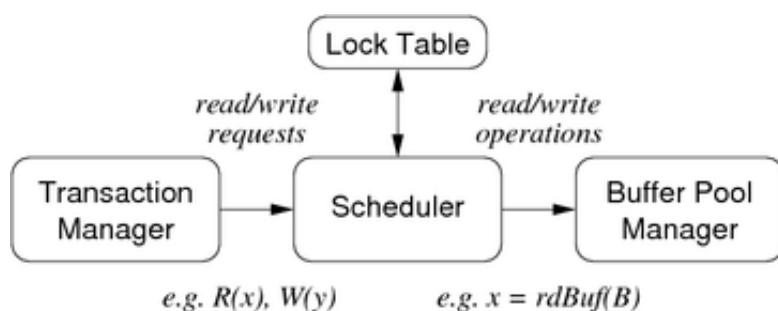 Lock Table
read/write
requests
read/write
operations
Transaction
Manager
Scheduler
Buffer Pool
Manager
e.g. R(x), W(y)
e.g. x = rdBuf(B)